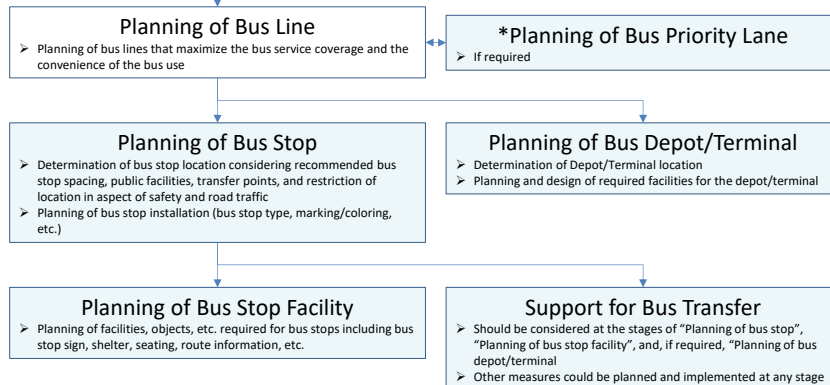 Planning of Bus Line
➢ Planning of bus lines that maximize the bus service coverage and the
convenience of the bus use
*Planning of Bus Priority Lane
➢ If required
Planning of Bus Stop
➢ Determination of bus stop location considering recommended bus
stop spacing, public facilities, transfer points, and restriction of
location in aspect of safety and road traffic
➢ Planning of bus stop installation (bus stop type, marking/coloring,
etc.)
Planning of Bus Depot/Terminal
➢ Determination of Depot/Terminal location
➢ Planning and design of required facilities for the depot/terminal
Planning of Bus Stop Facility
➢ Planning of facilities, objects, etc. required for bus stops including bus
stop sign, shelter, seating, route information, etc.
Support for Bus Transfer
➢ Should be considered at the stages of “Planning of bus stop”,
“Planning of bus stop facility”, and, if required, “Planning of bus
depot/terminal
➢ Other measures could be planned and implemented at any stage